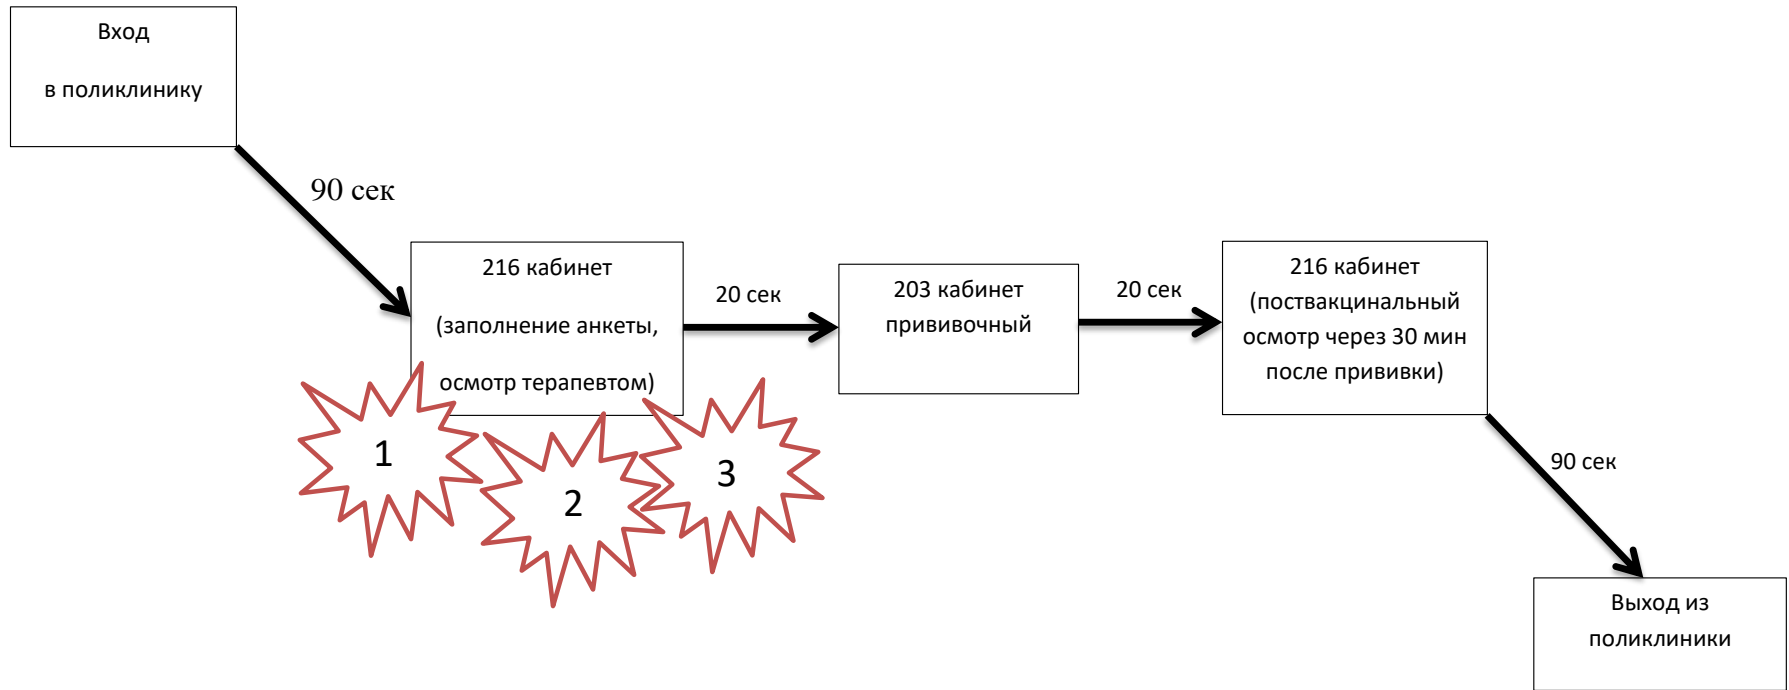 Вход
в поликлинику
90 сек
216 кабинет
(заполнение анкеты,
осмотр терапевтом)
1
2
3
20 сек
203 кабинет
прививочный
20 сек
216 кабинет
(поствакцинальный
осмотр через 30 мин
после прививки)
90 сек
Выход из
поликлиники